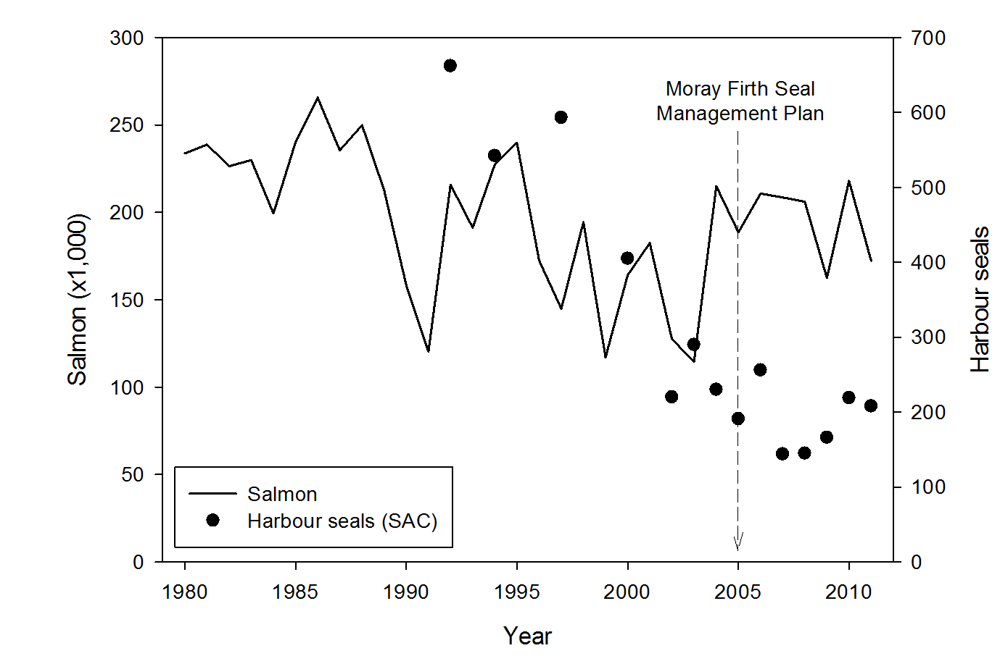 300
250
200
150
100
50
0
Salmon (x1,000)
700
600
500
400
300
200
100
0
Harbour seals
Moray Firth Seal
Management Plan
Salmon
Harbour seals (SAC)
1980 1985 1990 1995 2000 2005 2010
Year